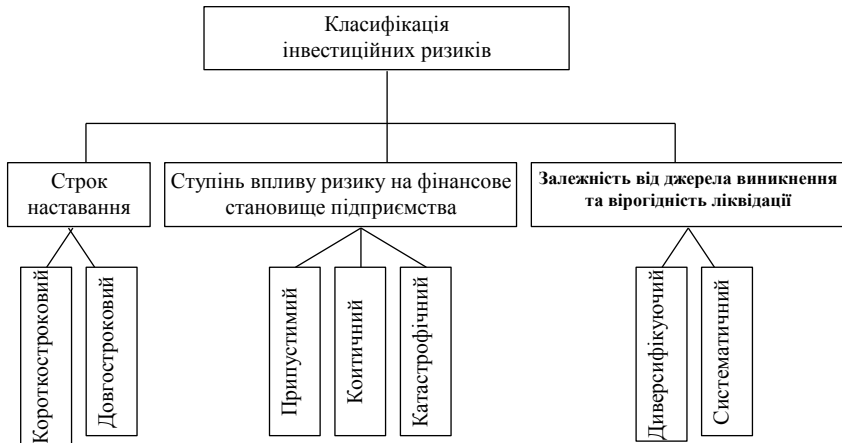 Класифікація
інвестиційних ризиків
Строк
наставання
Ступінь впливу ризику на фінансове
становище підприємства
Залежність від джерела виникнення
та вірогідність ліквідації
Короткостроковий
Довгостроковий
Припустимий
Коитичний
Катастрофічний
Диверсифікуючий
Систематичний